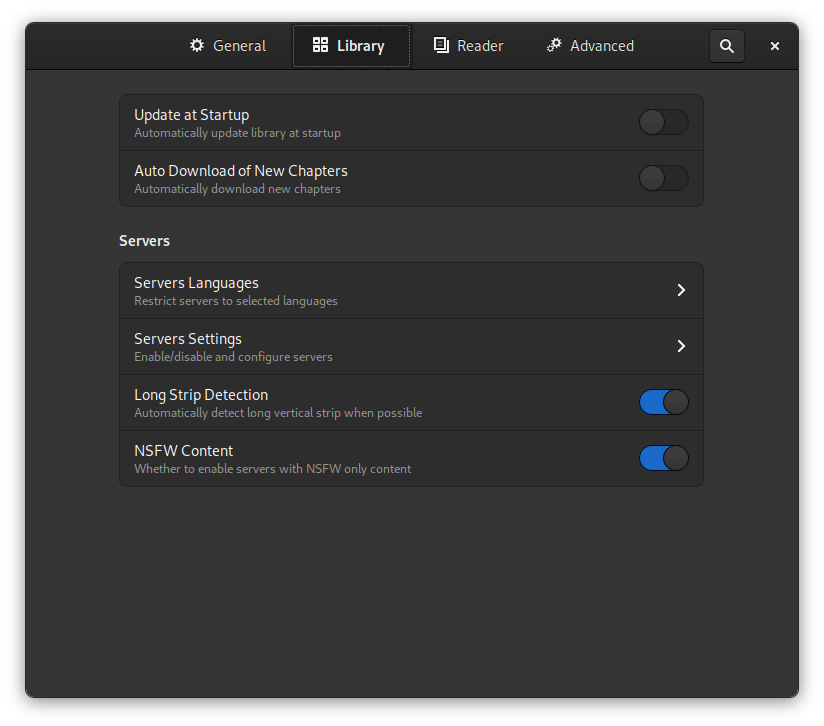 General
Library
Reader
Advanced
Update at Startup
Automatically update library at startup
Auto Download of New Chapters
Automatically download new chapters
Servers
Servers Languages
Restrict servers to selected languages
Servers Settings
Enable/disable and configure servers
Long Strip Detection
Automatically detect long vertical strip when possible
NSFW Content
Whether to enable servers with NSFW only content